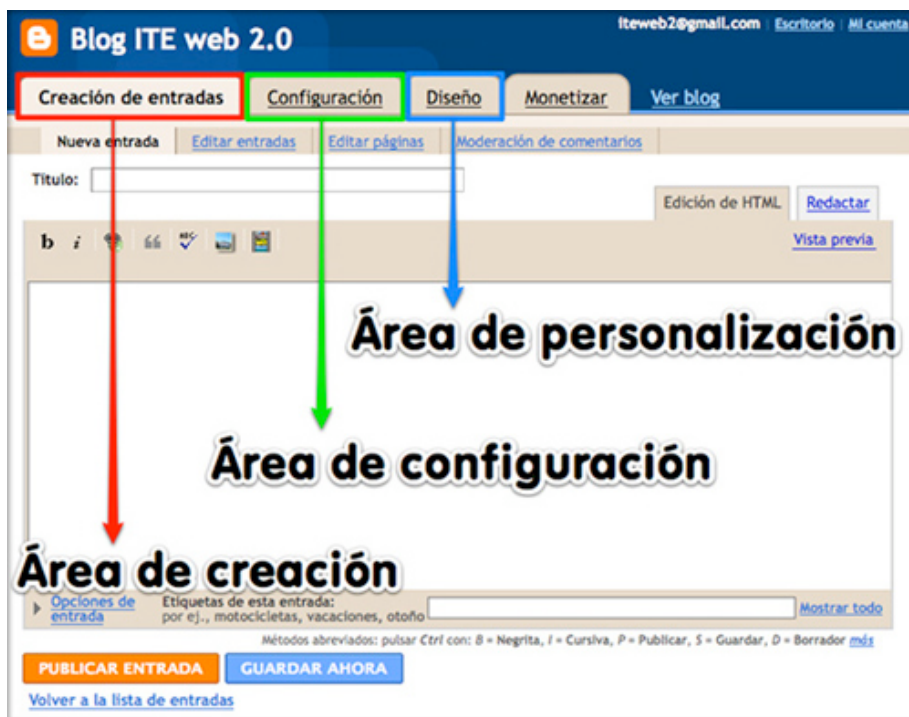 iteweb2@gmail.com | Escritorio | Mi cuenta
Blog ITE web 2.0
Creación de entradas Configuración Diseño Monetizar Ver blog
Nueva entrada Editar entradas Editar páginas Moderación de comentarios
Título:
Edición de HTML Redactar
b i ABC Vista previa
Área de personalización
Área de configuración
Área de creación
Opciones de entrada
Etiquetas de esta entrada:
por ej., motocicletas, vacaciones, otoño
Mostrar todo
Métodos abreviados: pulsar Ctrl con: B = Negrita, I = Cursiva, P = Publicar, S = Guardar, D = Borrador más
PUBLICAR ENTRADA GUARDAR AHORA
Volver a la lista de entradas